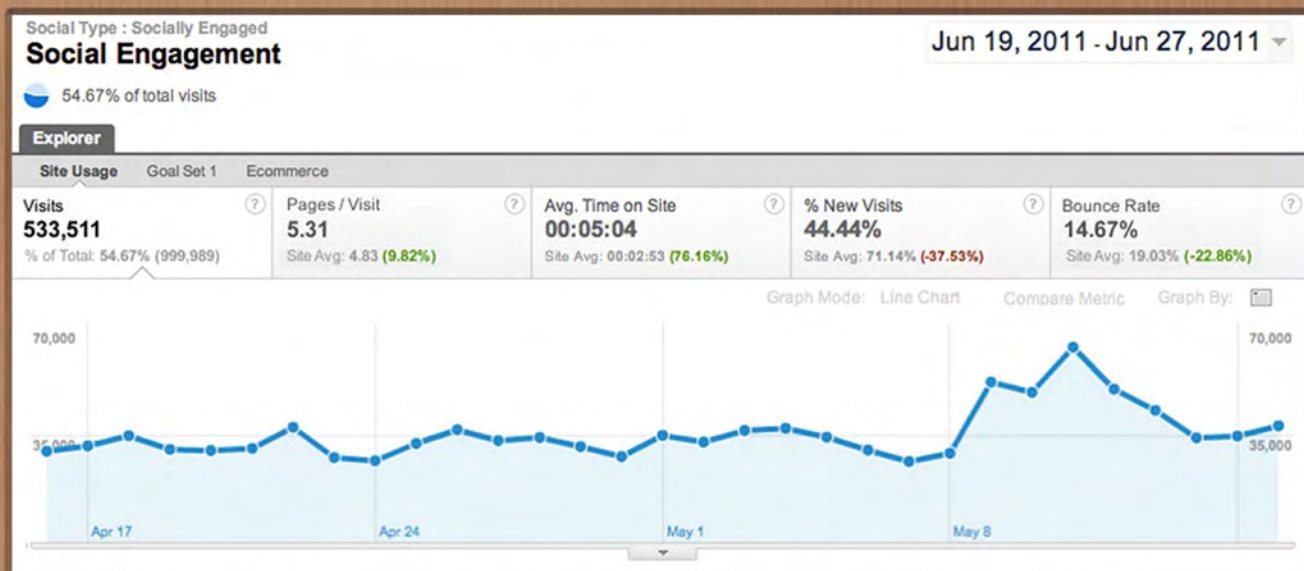 Social Type : Socially Engaged
Social Engagement
Jun 19, 2011 - Jun 27, 2011
54.67% of total visits
Explorer
Site Usage Goal Set 1 Ecommerce
Visits ?
533,511
% of Total: 54.67% (999,989)
Pages / Visit ?
5.31
Site Avg: 4.83 (9.82%)
Avg. Time on Site ?
00:05:04
Site Avg: 00:02:53 (76.16%)
% New Visits ?
44.44%
Site Avg: 71.14% (-37.53%)
Bounce Rate ?
14.67%
Site Avg: 19.03% (-22.86%)
Graph Mode: Line Chart Compare Metric Graph By:
70,000 70,000
35,000 35,000
Apr 17 Apr 24 May 1 May 8